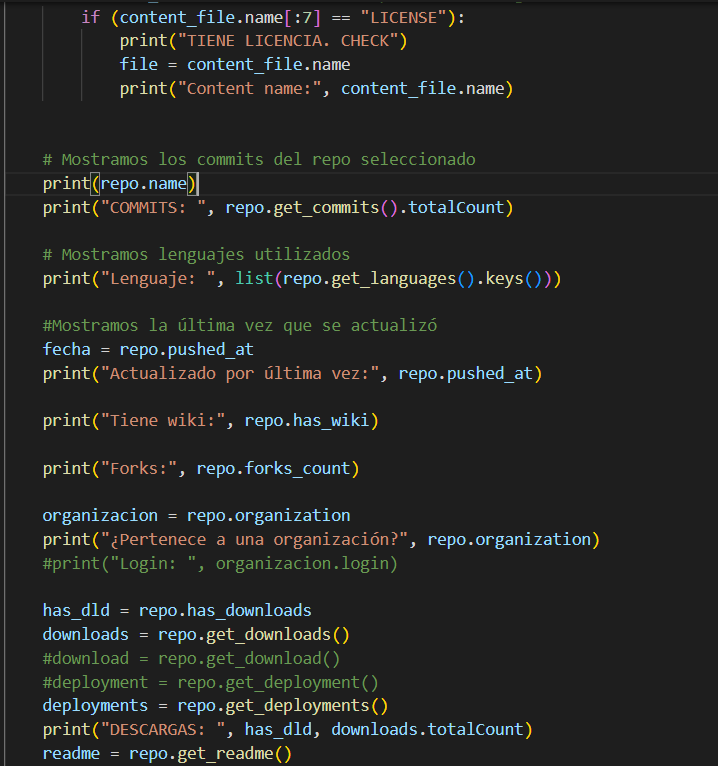 if (content_file.name[:7] == "LICENSE"):
print("TIENE LICENCIA. CHECK")
file = content_file.name
print("Content name:", content_file.name)
# Mostramos los commits del repo seleccionado
print(repo.name)
print("COMMITS: ", repo.get_commits().totalCount)
# Mostramos lenguajes utilizados
print("Lenguaje: ", list(repo.get_languages().keys()))
#Mostramos la última vez que se actualizó
fecha = repo.pushed_at
print("Actualizado por última vez:", repo.pushed_at)
print("Tiene wiki:", repo.has_wiki)
print("Forks:", repo.forks_count)
organizacion = repo.organization
print("¿Pertenece a una organización?", repo.organization)
#print("Login: ", organizacion.login)
has_dld = repo.has_downloads
downloads = repo.get_downloads()
#download = repo.get_download()
#deployment = repo.get_deployment()
deployments = repo.get_deployments()
print("DESCARGAS: ", has_dld, downloads.totalCount)
readme = repo.get_readme()